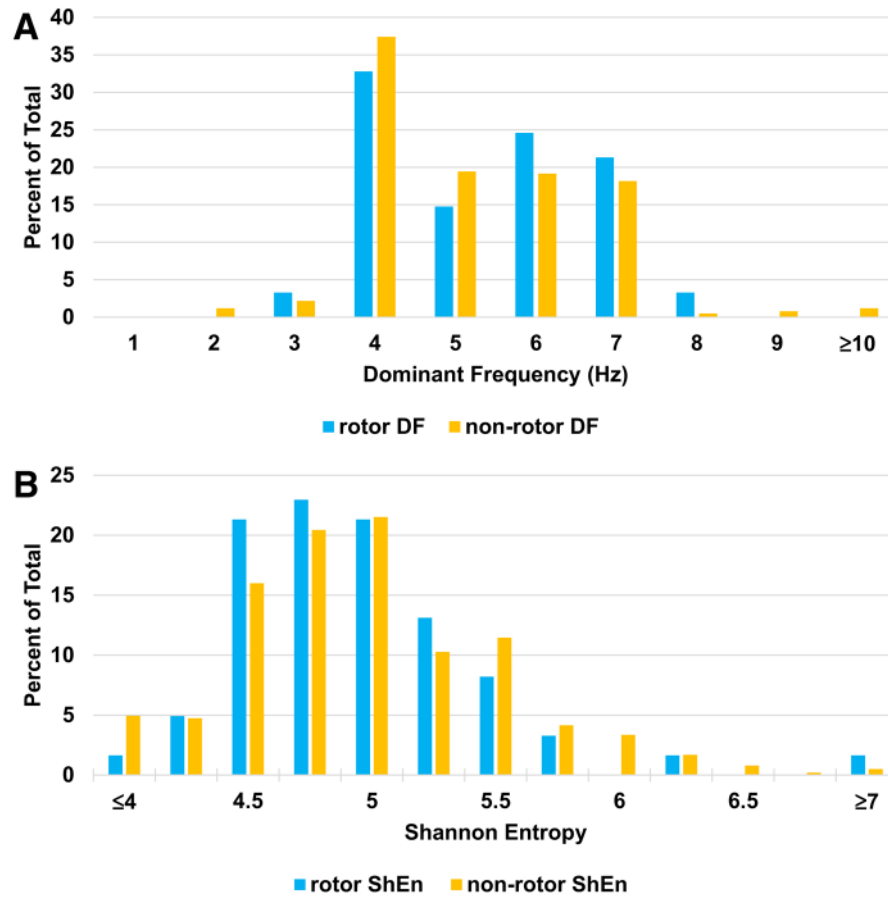 A
Percent of Total
40
35
30
25
20
15
10
5
0
1 2 3 4 5 6 7 8 9 ≥10
Dominant Frequency (Hz)
rotor DF non-rotor DF
B
Percent of Total
25
20
15
10
5
0
≤4 4.5 5 5.5 6 6.5 ≥7
Shannon Entropy
rotor ShEn non-rotor ShEn